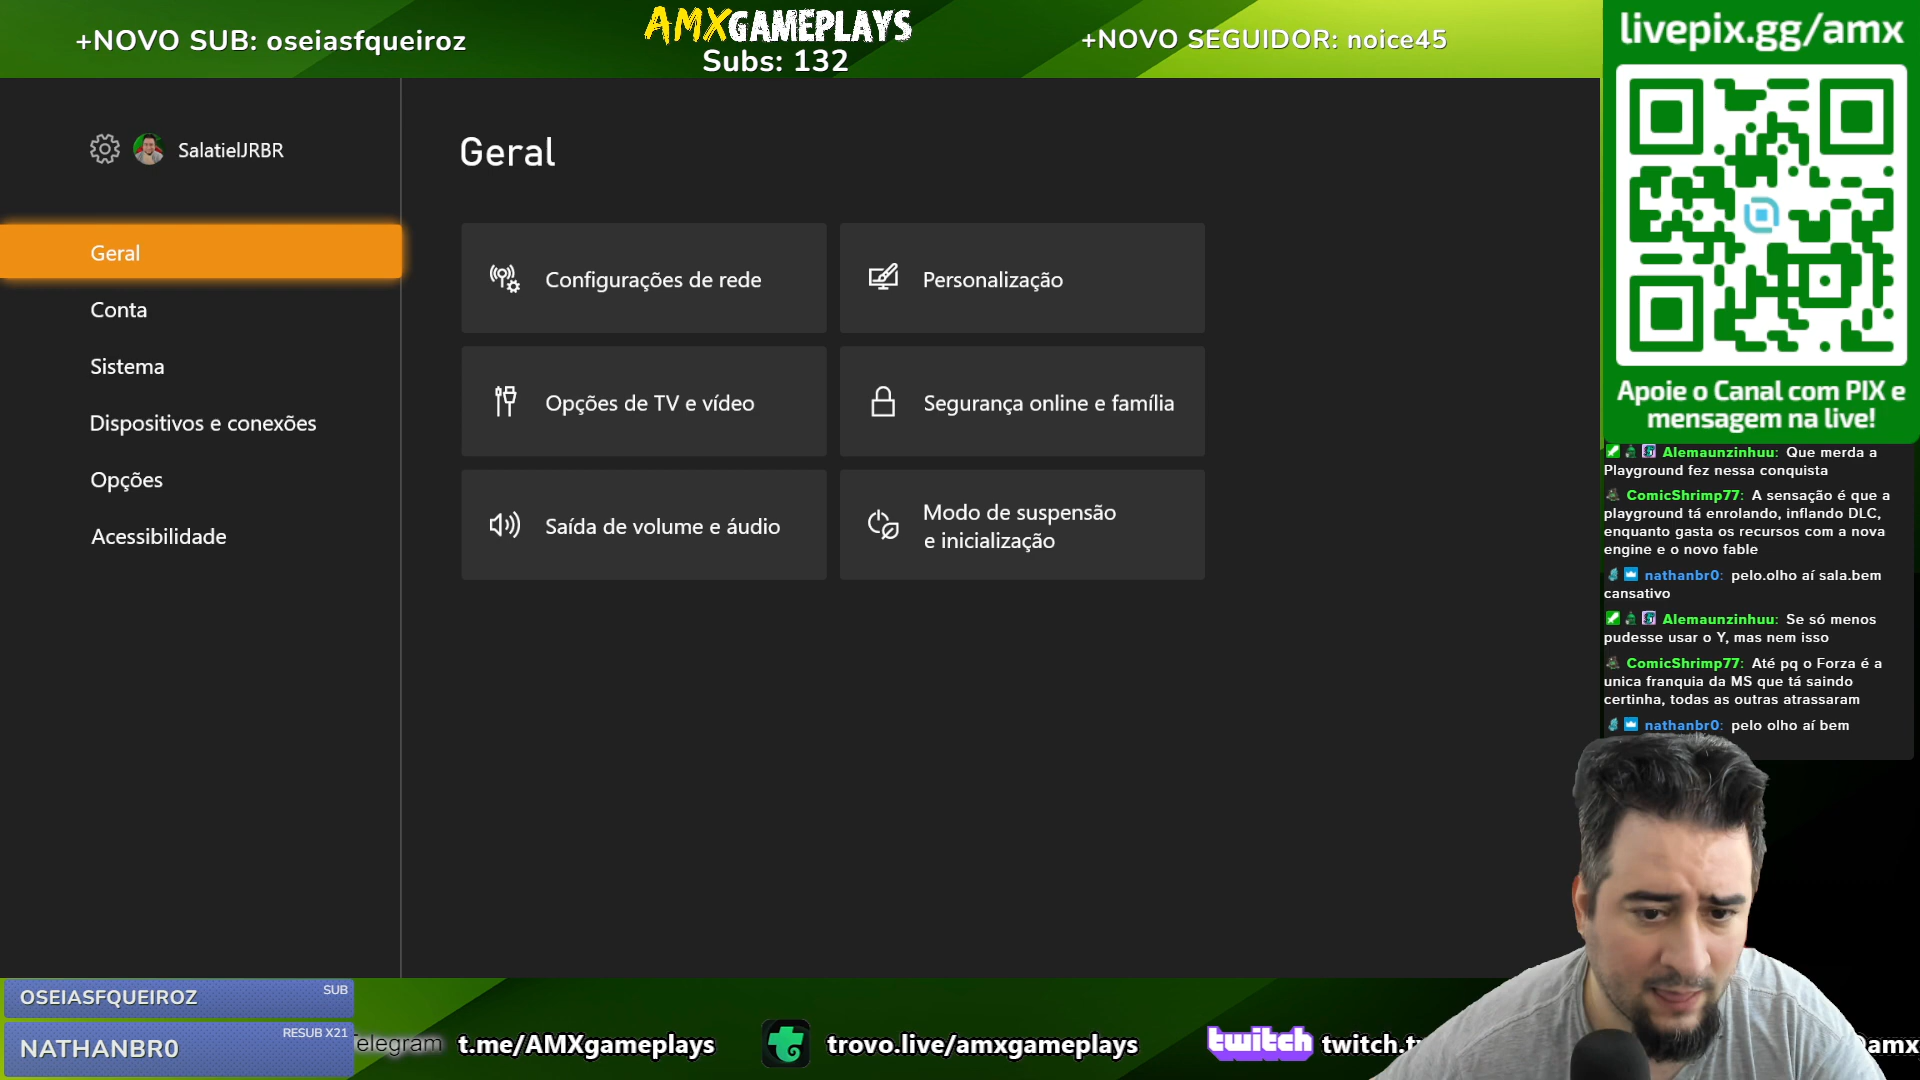 +NOVO SUB: oseiasfqueiroz
AMXGAMEPLAYS
Subs: 132
+NOVO SEGUIDOR: noice45
livepix.gg/amx
Apoie o Canal com PIX e
mensagem na live!
SalatielJRBR
Geral
Conta
Sistema
Dispositivos e conexões
Opções
Acessibilidade
Geral
Configurações de rede
Personalização
Opções de TV e vídeo
Segurança online e família
Saída de volume e áudio
Modo de suspensão
e inicialização
Alemaunzinhuu: Que merda a
Playground fez nessa conquista
ComicShrimp77: A sensação é que a
playground tá enrolando, inflando DLC,
enquanto gasta os recursos com a nova
engine e o novo fable
nathanbr0: pelo.olho aí sala.bem
cansativo
Alemaunzinhuu: Se só menos
pudesse usar o Y, mas nem isso
ComicShrimp77: Até pq o Forza é a
unica franquia da MS que tá saindo
certinha, todas as outras atrassaram
nathanbr0: pelo olho aí bem
OSEIASFQUEIROZ
SUB
NATHANBR0
RESUB X21
Telegram
t.me/AMXgameplays
trovo.live/amxgameplays
twitch
twitch.tv
@amx